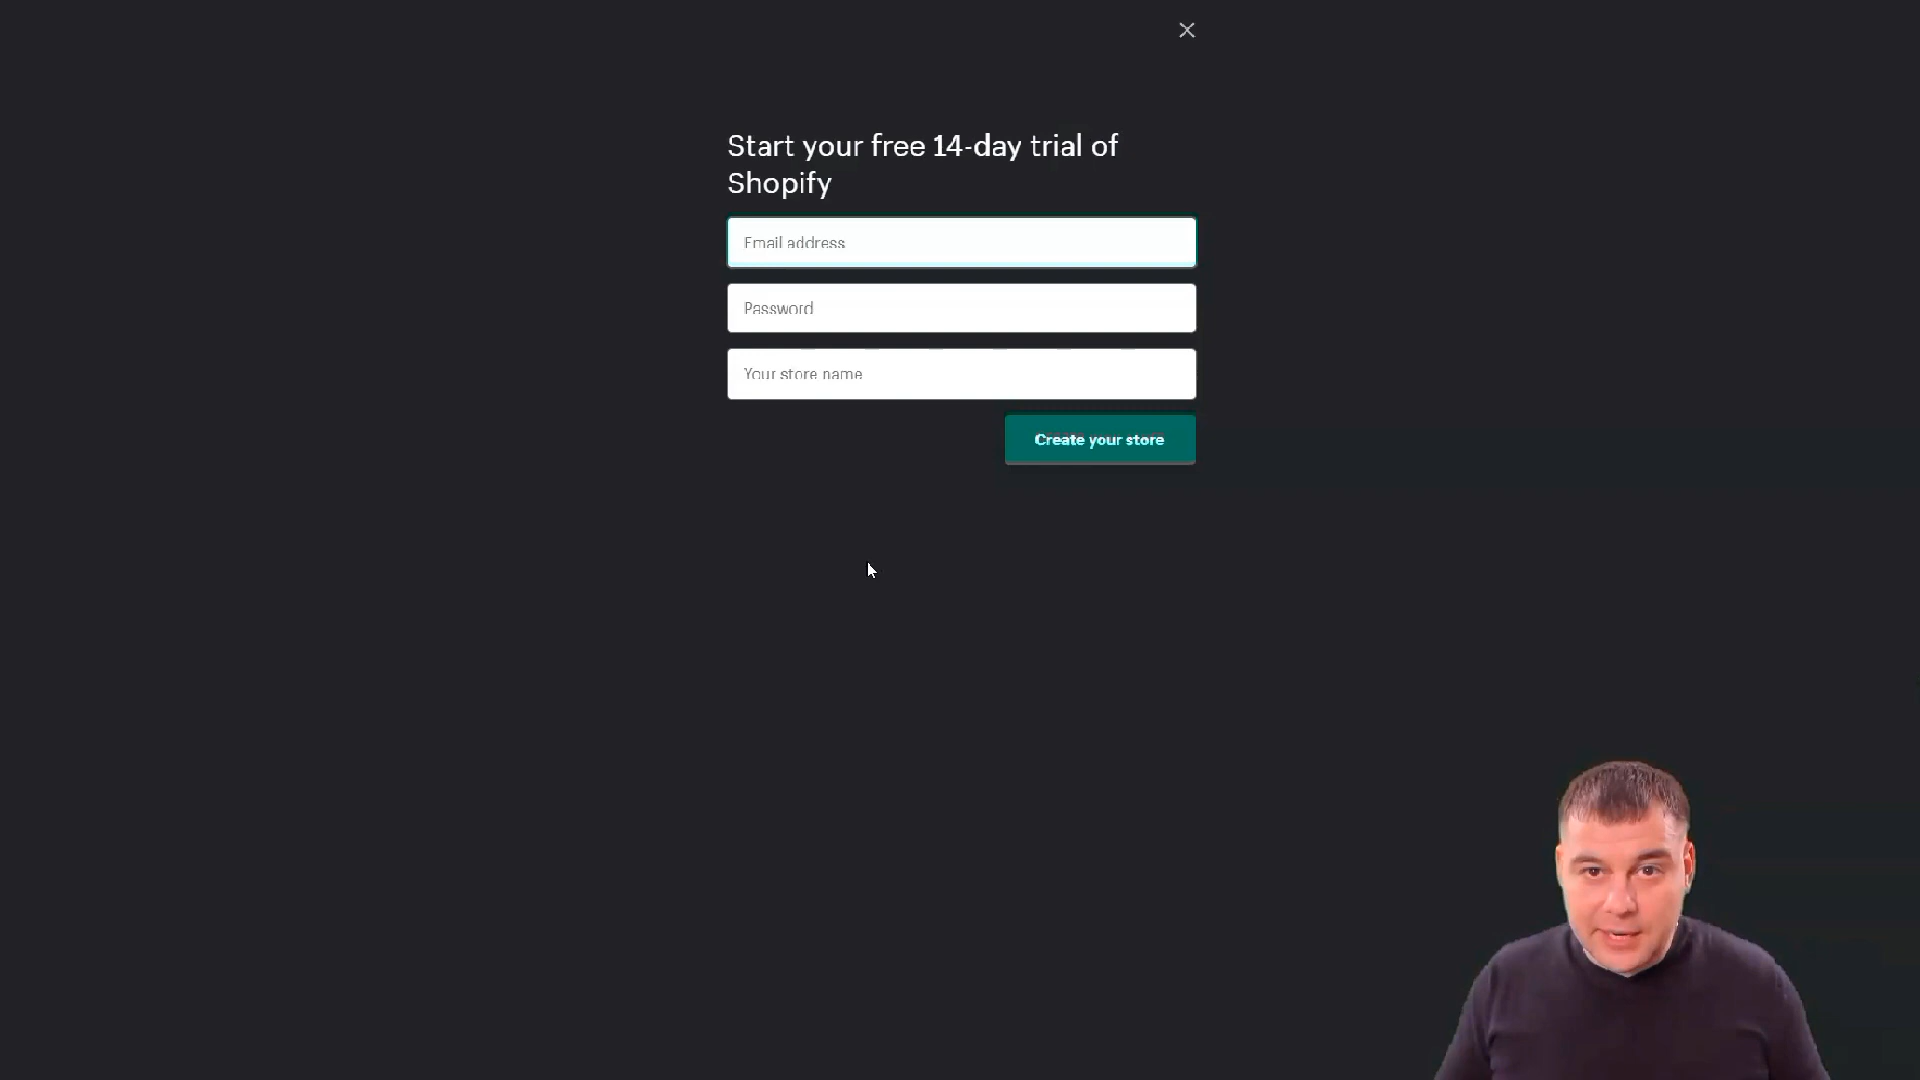 Start your free 14-day trial of
Shopify
Email address
Password
Your store name
Create your store